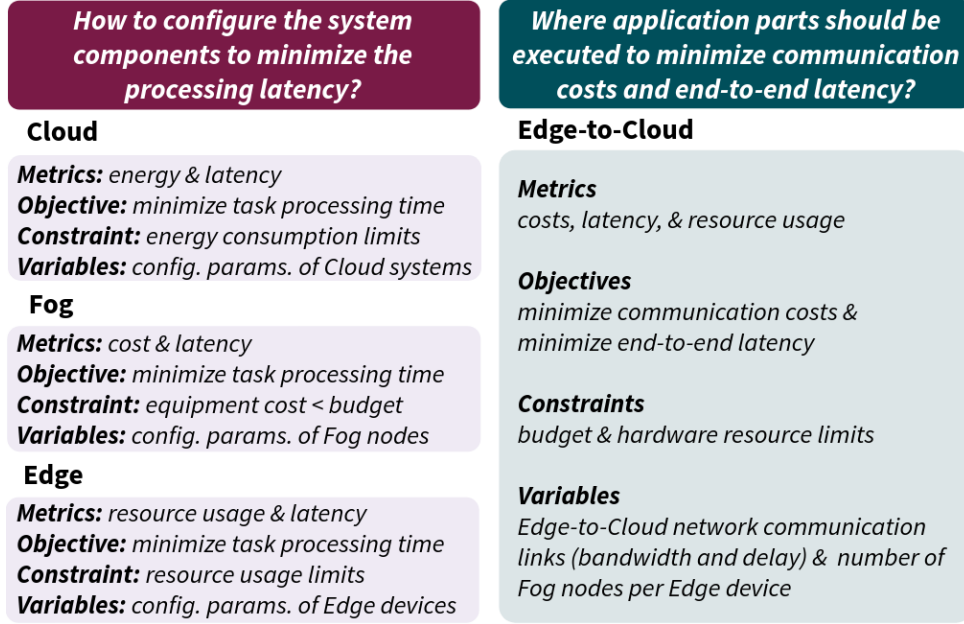 How to configure the system
components to minimize the
processing latency?
Cloud
Metrics: energy & latency
Objective: minimize task processing time
Constraint: energy consumption limits
Variables: config. params. of Cloud systems
Fog
Metrics: cost & latency
Objective: minimize task processing time
Constraint: equipment cost < budget
Variables: config. params. of Fog nodes
Edge
Metrics: resource usage & latency
Objective: minimize task processing time
Constraint: resource usage limits
Variables: config. params. of Edge devices
Where application parts should be
executed to minimize communication
costs and end-to-end latency?
Edge-to-Cloud
Metrics
costs, latency, & resource usage
Objectives
minimize communication costs &
minimize end-to-end latency
Constraints
budget & hardware resource limits
Variables
Edge-to-Cloud network communication
links (bandwidth and delay) & number of
Fog nodes per Edge device